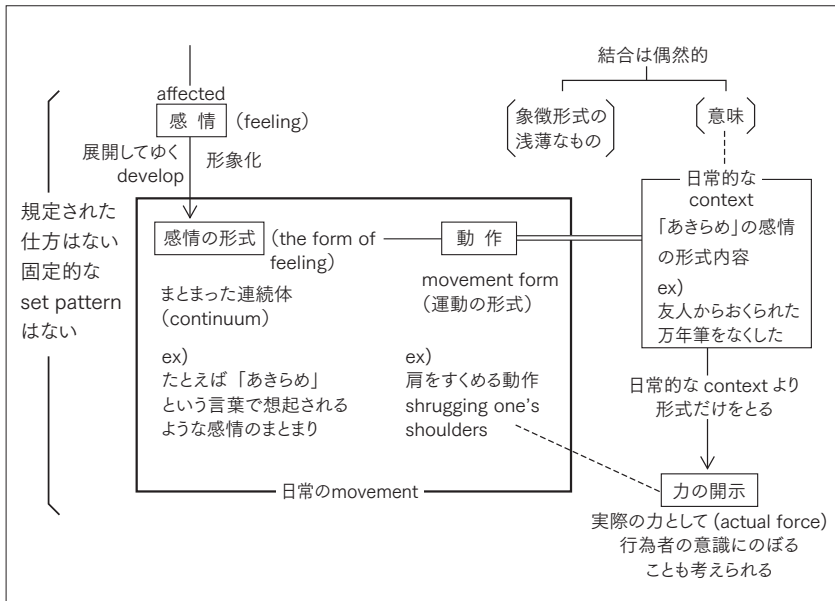 affected
感情 (feeling)
展開してゆく
develop
形象化
規定された
仕方はない
固定的な
set pattern
はない
感情の形式 (the form of
feeling)
まとまった連続体
(continuum)
ex)
たとえば「あきらめ」
という言葉で想起される
ような感情のまとまり
動作
movement form
(運動の形式)
ex)
肩をすくめる動作
shrugging one's
shoulders
日常のmovement
結合は偶然的
象徴形式の
浅薄なもの
意味
日常的な
context
「あきらめ」の感情
の形式内容
ex)
友人からおくられた
万年筆をなくした
日常的な context より
形式だけをとる
力の開示
実際の力として (actual force)
行為者の意識にのぼる
ことも考えられる